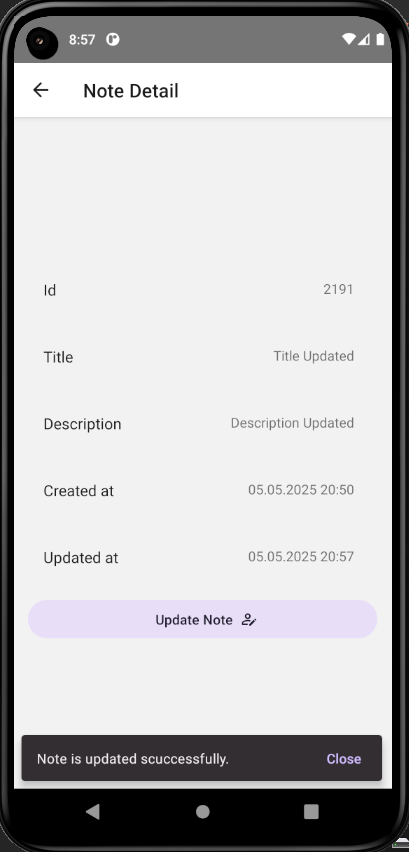 8:57
Note Detail
Id 2191
Title Title Updated
Description Description Updated
Created at 05.05.2025 20:50
Updated at 05.05.2025 20:57
Update Note
Note is updated scuccessfully. Close